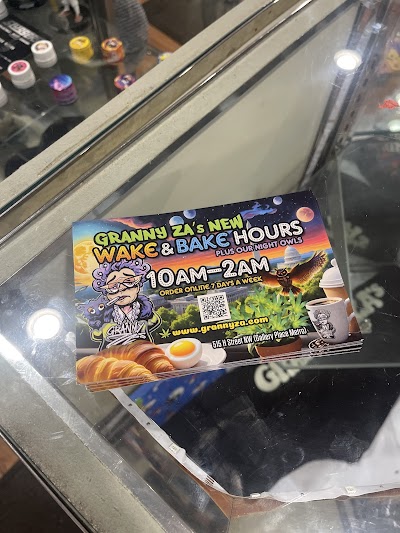 GRANNY ZA's NEW
WAKE & BAKE HOURS
PLUS OUR NIGHT OWLS
10AM-2AM
ORDER ONLINE 7 DAYS A WEEK
GRANNY
www.grannyza.com
515 H Street NW (Gallery Place Metro)